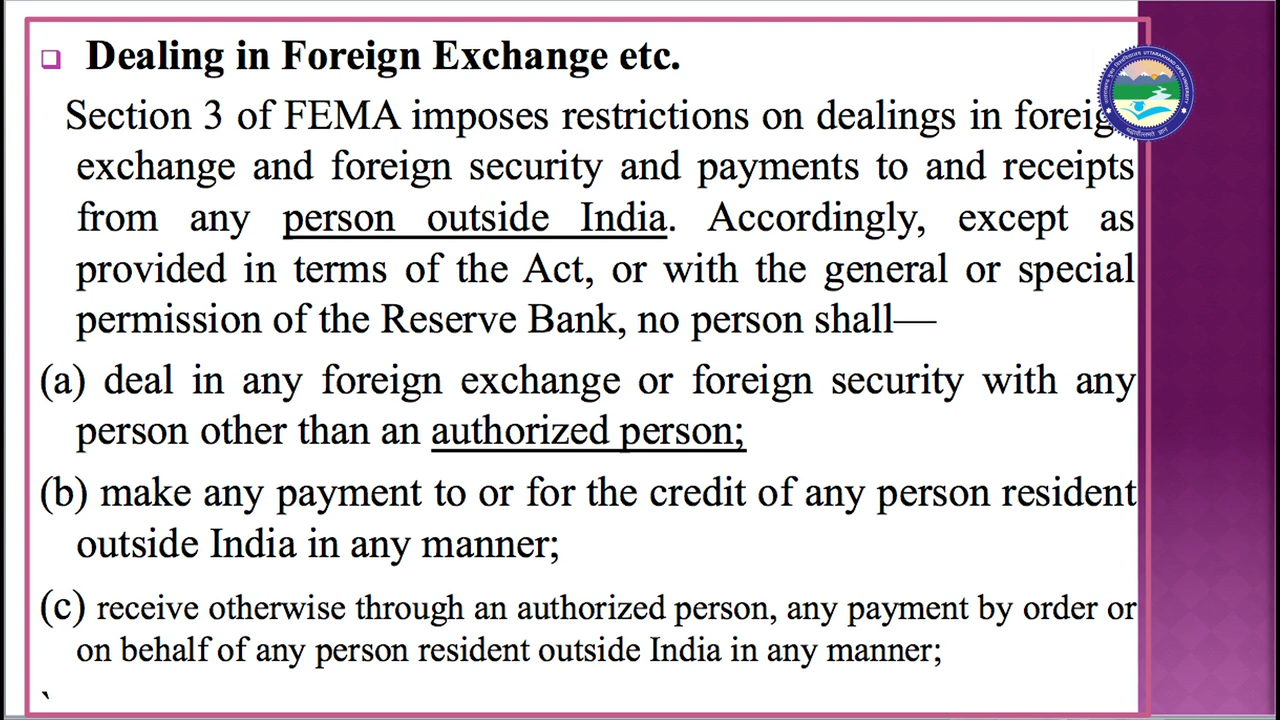 Dealing in Foreign Exchange etc.
Section 3 of FEMA imposes restrictions on dealings in
exchange and foreign security and payments to and receipts
from any person outside India. Accordingly, except as
provided in terms of the Act, or with the general or special
permission of the Reserve Bank, no person shall—
(a) deal in any foreign exchange or foreign security with any
person other than an authorized person;
(b) make any payment to or for the credit of any person resident
outside India in any manner;
(c) receive otherwise through an authorized person, any payment by order or
on behalf of any person resident outside India in any manner;
UTTARAKHAND OPEN UNIVERSITY